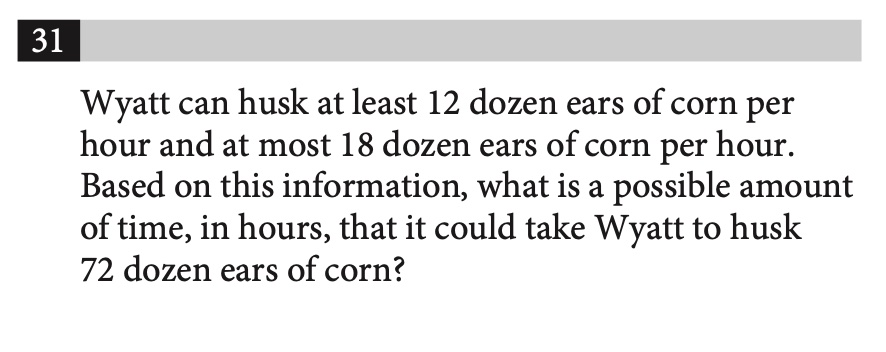 31
Wyatt can husk at least 12 dozen ears of corn per
hour and at most 18 dozen ears of corn per hour.
Based on this information, what is a possible amount
of time, in hours, that it could take Wyatt to husk
72 dozen ears of corn?